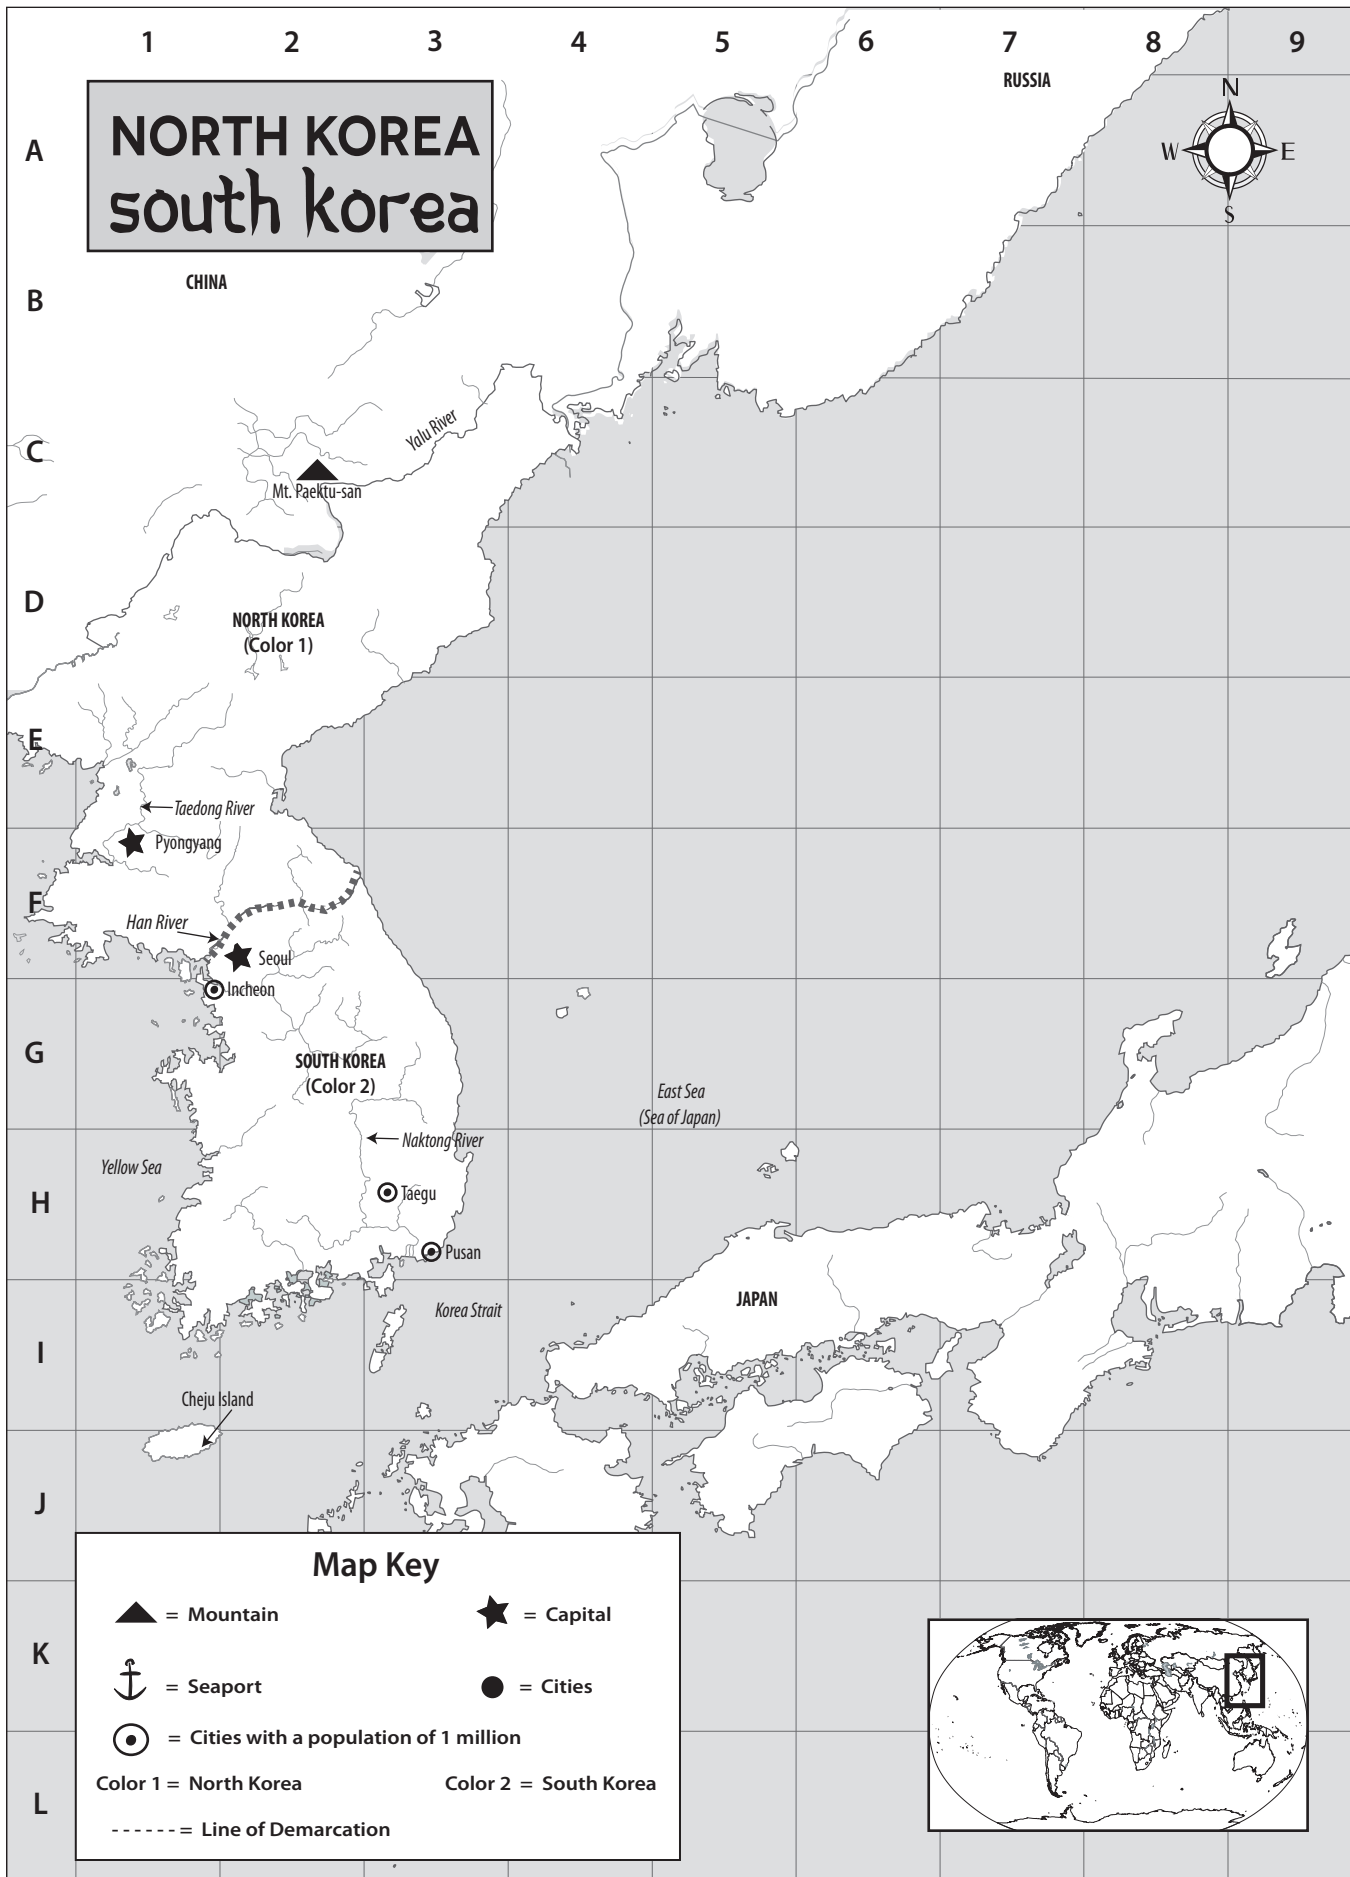 1 2 3 4 5 6 7 8 9
RUSSIA
N
W E
S
A
NORTH KOREA
south korea
CHINA
B
Yalu River
C
Mt. Paektu-san
D
NORTH KOREA
(Color 1)
E
Taedong River
Pyongyang
F
Han River
Seoul
Incheon
G
SOUTH KOREA
(Color 2)
East Sea
(Sea of Japan)
Naktong River
Yellow Sea
H
Taegu
Pusan
JAPAN
Korea Strait
I
Cheju Island
J
Map Key
= Mountain
= Capital
K
= Seaport
= Cities
= Cities with a population of 1 million
Color 1 = North Korea
Color 2 = South Korea
L
------ = Line of Demarcation